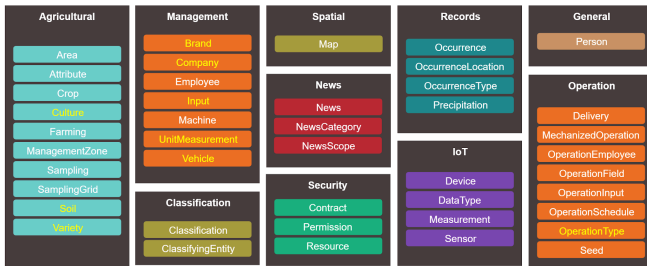 Agricultural
Area
Attribute
Crop
Culture
Farming
ManagementZone
Sampling
SamplingGrid
Soil
Variety
Management
Brand
Company
Employee
Input
Machine
UnitMeasurement
Vehicle
Classification
Classification
ClassifyingEntity
Spatial
Map
News
News
NewsCategory
NewsScope
Security
Contract
Permission
Resource
Records
Occurrence
OccurrenceLocation
OccurrenceType
Precipitation
IoT
Device
DataType
Measurement
Sensor
General
Person
Operation
Delivery
MechanizedOperation
OperationEmployee
OperationField
OperationInput
OperationSchedule
OperationType
Seed